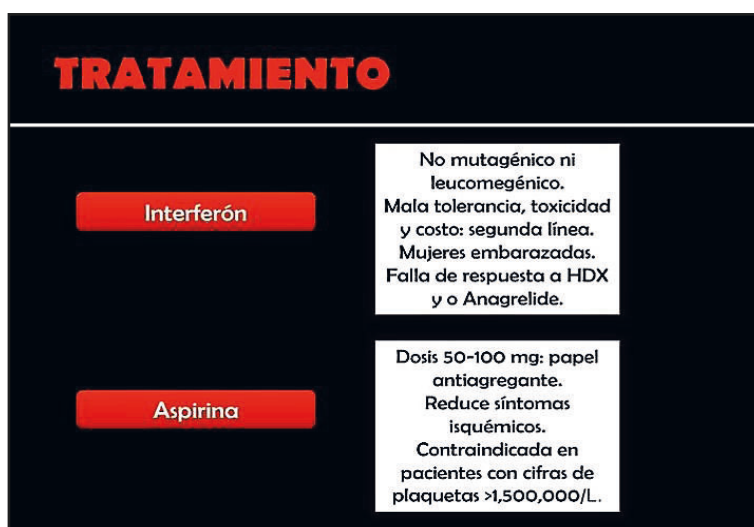 TRATAMIENTO
Interferón
No mutagénico ni
leucomegénico.
Mala tolerancia, toxicidad
y costo: segunda línea.
Mujeres embarazadas.
Falla de respuesta a HDX
y o Anagrelide.
Aspirina
Dosis 50-100 mg: papel
antiagregante.
Reduce síntomas
isquémicos.
Contraindicada en
pacientes con cifras de
plaquetas >1,500,000/L.